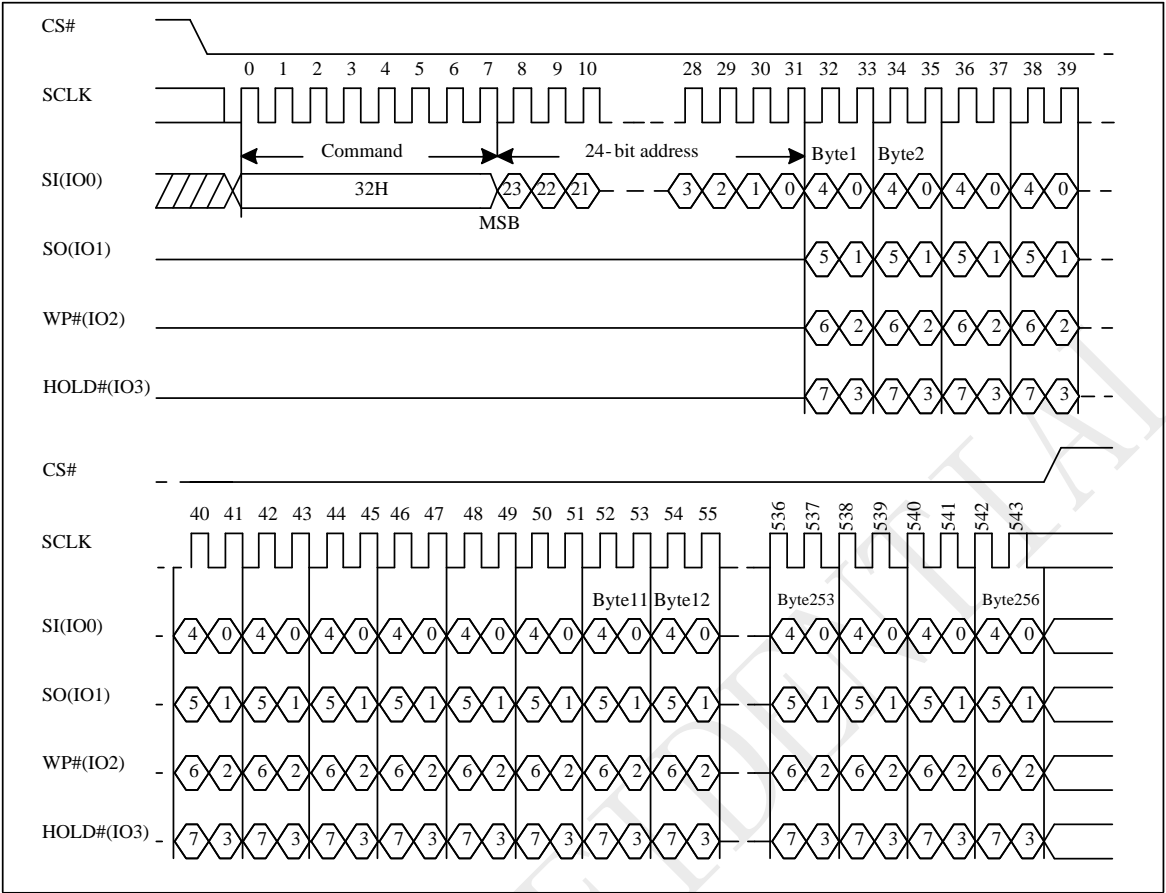 CS#
0 1 2 3 4 5 6 7 8 9 10 28 29 30 31 32 33 34 35 36 37 38 39
SCLK
Command 24-bit address Byte1 Byte2
SI(IO0) 32H 23 22 21 3 2 1 0 4 0 4 0 4 0 4 0
MSB
SO(IO1) 5 1 5 1 5 1 5 1
WP#(IO2) 6 2 6 2 6 2 6 2
HOLD#(IO3) 7 3 7 3 7 3 7 3
CS#
40 41 42 43 44 45 46 47 48 49 50 51 52 53 54 55 536 537 538 539 540 541 542 543
SCLK
Byte11 Byte12 Byte253 Byte256
SI(IO0) 4 0 4 0 4 0 4 0 4 0 4 0 4 0 4 0 4 0 4 0 4 0 4 0
SO(IO1) 5 1 5 1 5 1 5 1 5 1 5 1 5 1 5 1 5 1 5 1 5 1 5 1
WP#(IO2) 6 2 6 2 6 2 6 2 6 2 6 2 6 2 6 2 6 2 6 2 6 2 6 2
HOLD#(IO3) 7 3 7 3 7 3 7 3 7 3 7 3 7 3 7 3 7 3 7 3 7 3 7 3